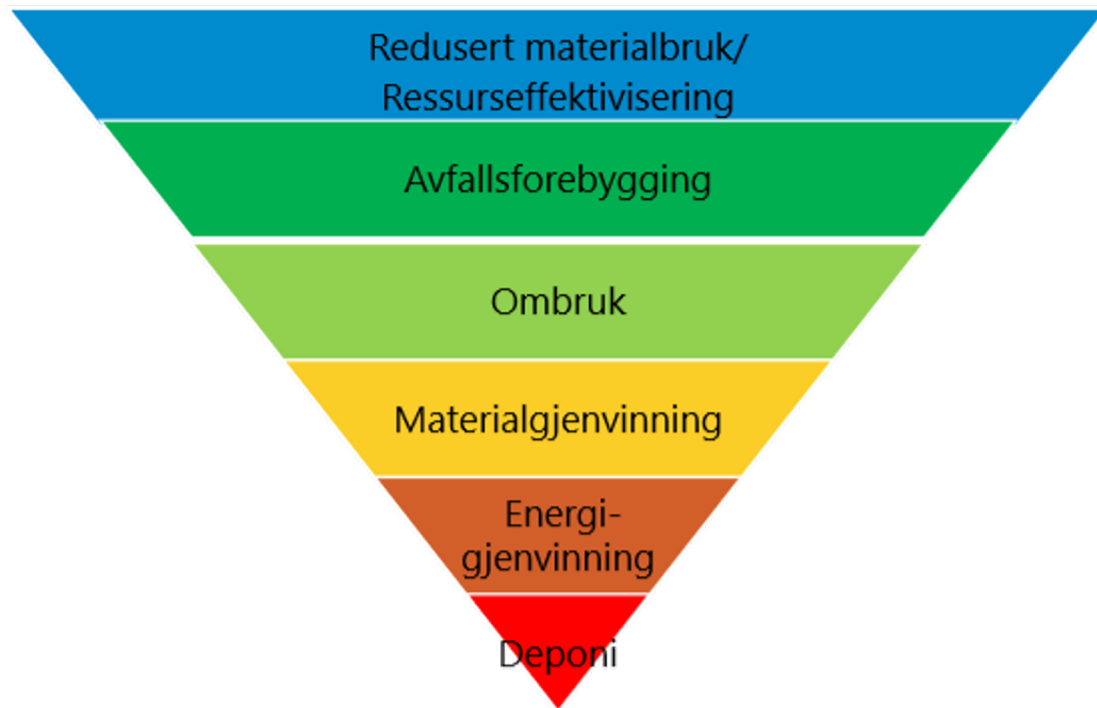 Redusert materialbruk/
Ressurseffektivisering
Avfallsforebygging
Ombruk
Materialgjenvinning
Energi-
gjenvinning
Deponi